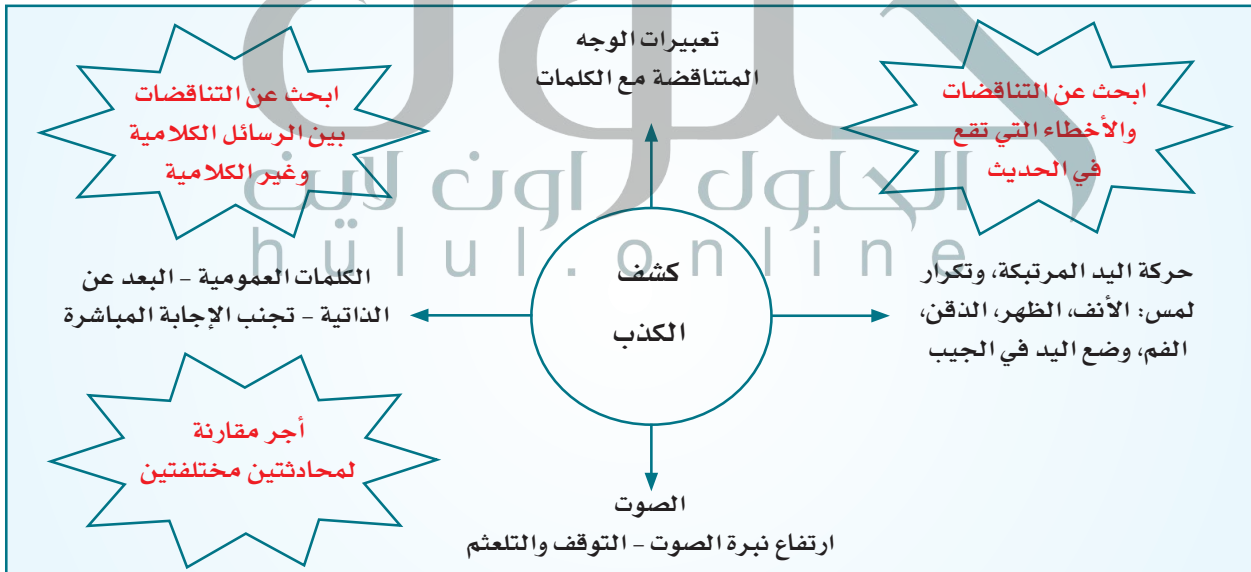 تعبيرات الوجه
المتناقضة مع الكلمات
ابحث عن التناقضات
والأخطاء التي تقع
في الحديث
ابحث عن التناقضات
بين الرسائل الكلامية
وغير الكلامية
حلول
الحلول اون لاين
hulul.online
كشف
الكذب
حركة اليد المرتبكة، وتكرار
لمس: الأنف، الظهر، الذقن،
الفم، وضع اليد في الجيب
الكلمات العمومية – البعد عن
الذاتية – تجنب الإجابة المباشرة
أجر مقارنة
لمحادثتين مختلفتين
الصوت
ارتفاع نبرة الصوت – التوقف والتلعثم